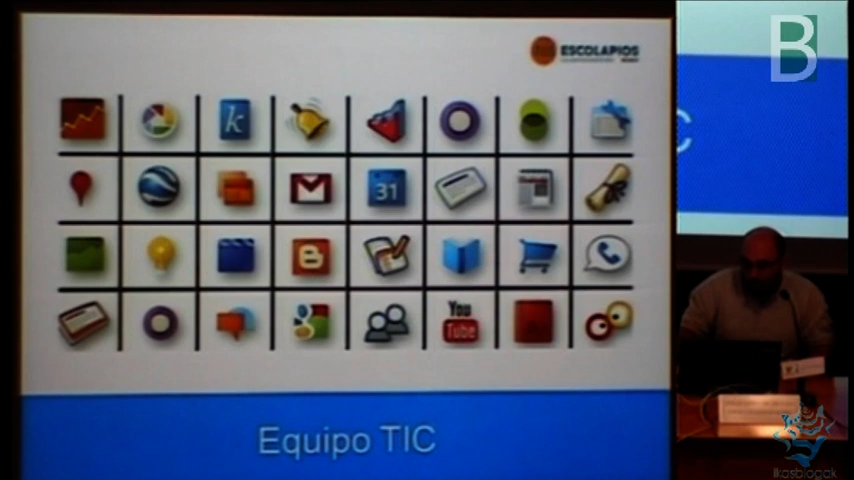 ESCOLAPIOS
B
C
k
31
You
Tube
Equipo TIC
Ikasblogak